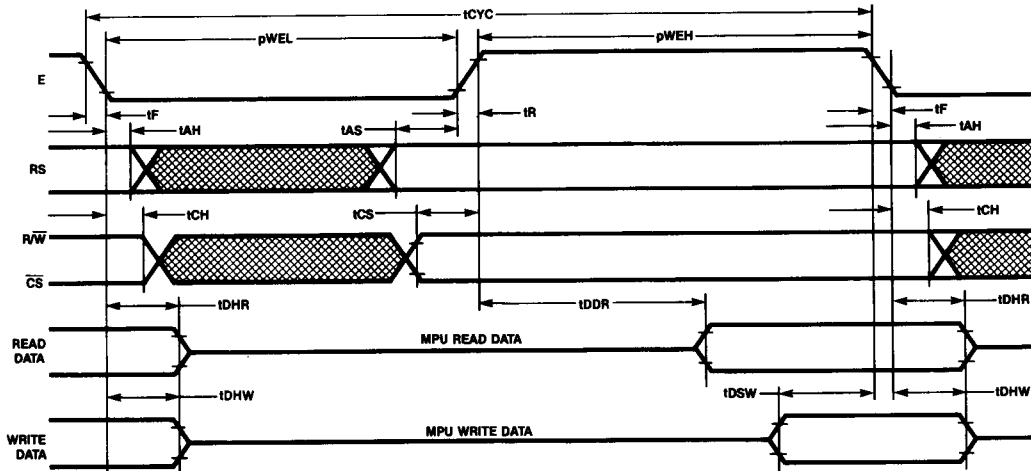 tCYC
pWEL
pWEH
E
tF
tR
tF
tAH
tAS
tAH
RS
tCH
tCS
tCH
R/W̅
C̅S̅
tDHR
tDDR
tDHR
READ
DATA
MPU READ DATA
tDHW
tDSW
tDHW
WRITE
DATA
MPU WRITE DATA